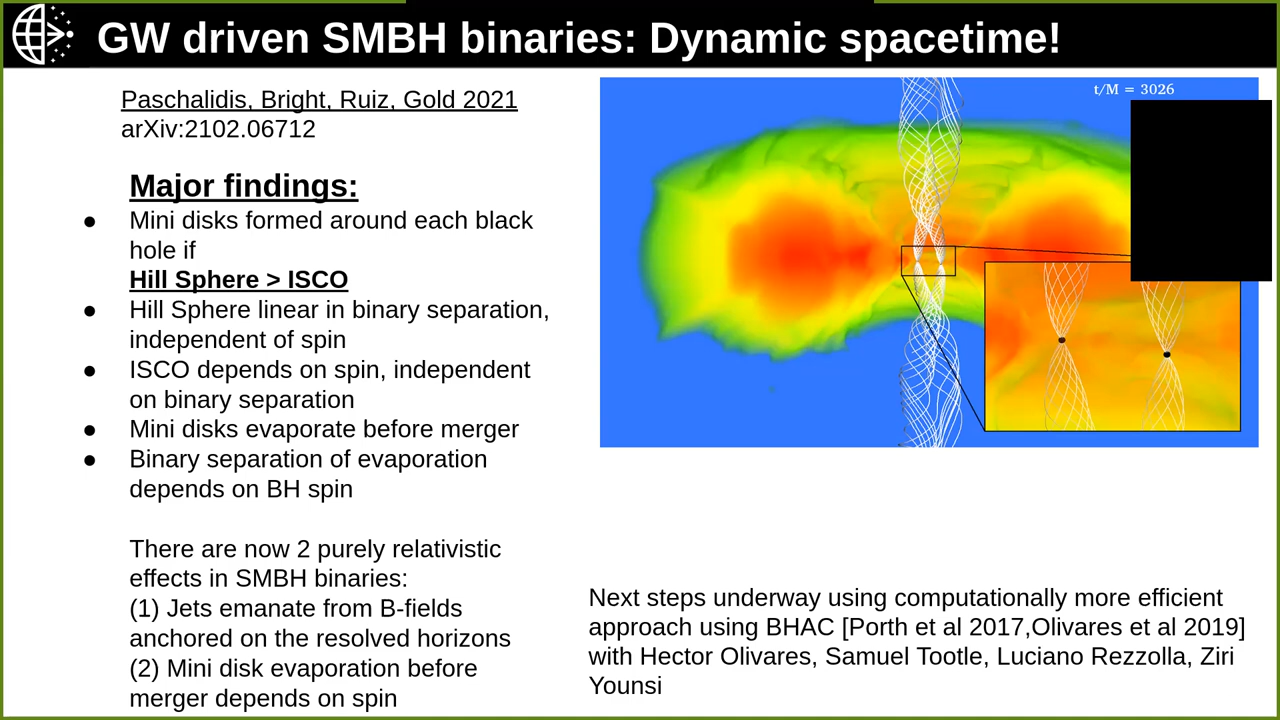 GW driven SMBH binaries: Dynamic spacetime!
Paschalidis, Bright, Ruiz, Gold 2021
arXiv:2102.06712
Major findings:
● Mini disks formed around each black
hole if
Hill Sphere > ISCO
● Hill Sphere linear in binary separation,
independent of spin
● ISCO depends on spin, independent
on binary separation
● Mini disks evaporate before merger
● Binary separation of evaporation
depends on BH spin
There are now 2 purely relativistic
effects in SMBH binaries:
(1) Jets emanate from B-fields
anchored on the resolved horizons
(2) Mini disk evaporation before
merger depends on spin
t/M = 3026
Next steps underway using computationally more efficient
approach using BHAC [Porth et al 2017,Olivares et al 2019]
with Hector Olivares, Samuel Tootle, Luciano Rezzolla, Ziri
Younsi